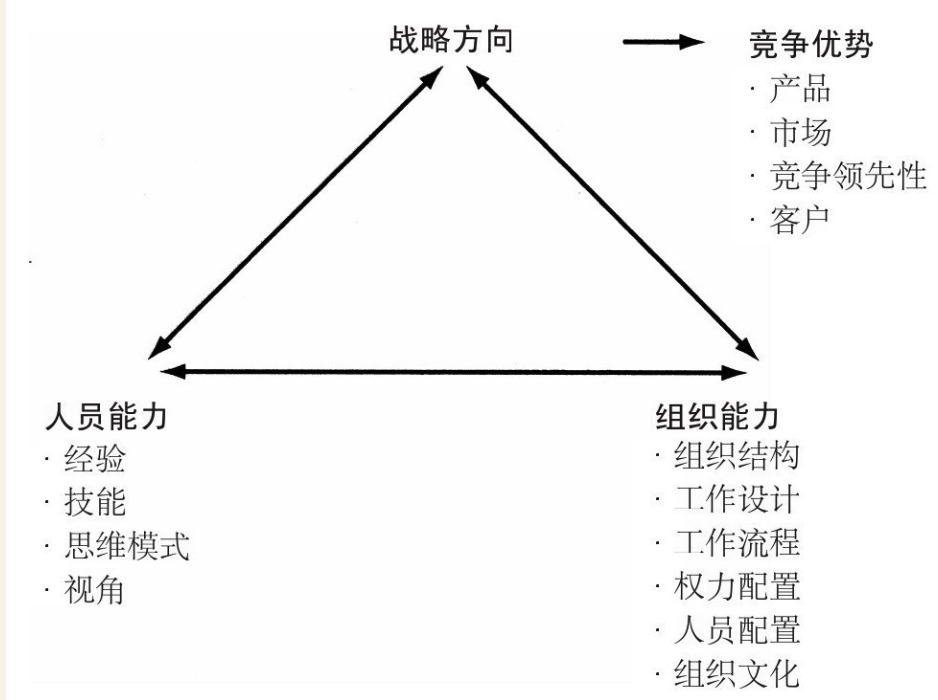 战略方向
竞争优势
· 产品
· 市场
· 竞争领先性
· 客户
人员能力
· 经验
· 技能
· 思维模式
· 视角
组织能力
· 组织结构
· 工作设计
· 工作流程
· 权力配置
· 人员配置
· 组织文化